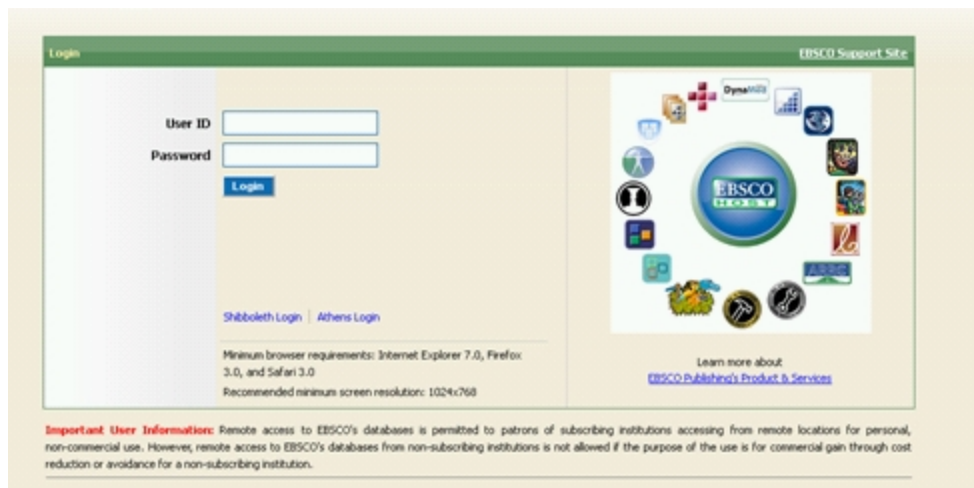 Login
EBSCO Support Site
User ID
Password
Login
Shibboleth Login | Athens Login
Minimum browser requirements: Internet Explorer 7.0, Firefox
3.0, and Safari 3.0
Recommended minimum screen resolution: 1024x768
EBSCO
HOST
Learn more about
EBSCO Publishing's Product & Services
Important User Information: Remote access to EBSCO's databases is permitted to patrons of subscribing institutions accessing from remote locations for personal,
non-commercial use. However, remote access to EBSCO's databases from non-subscribing institutions is not allowed if the purpose of the use is for commercial gain through cost
reduction or avoidance for a non-subscribing institution.